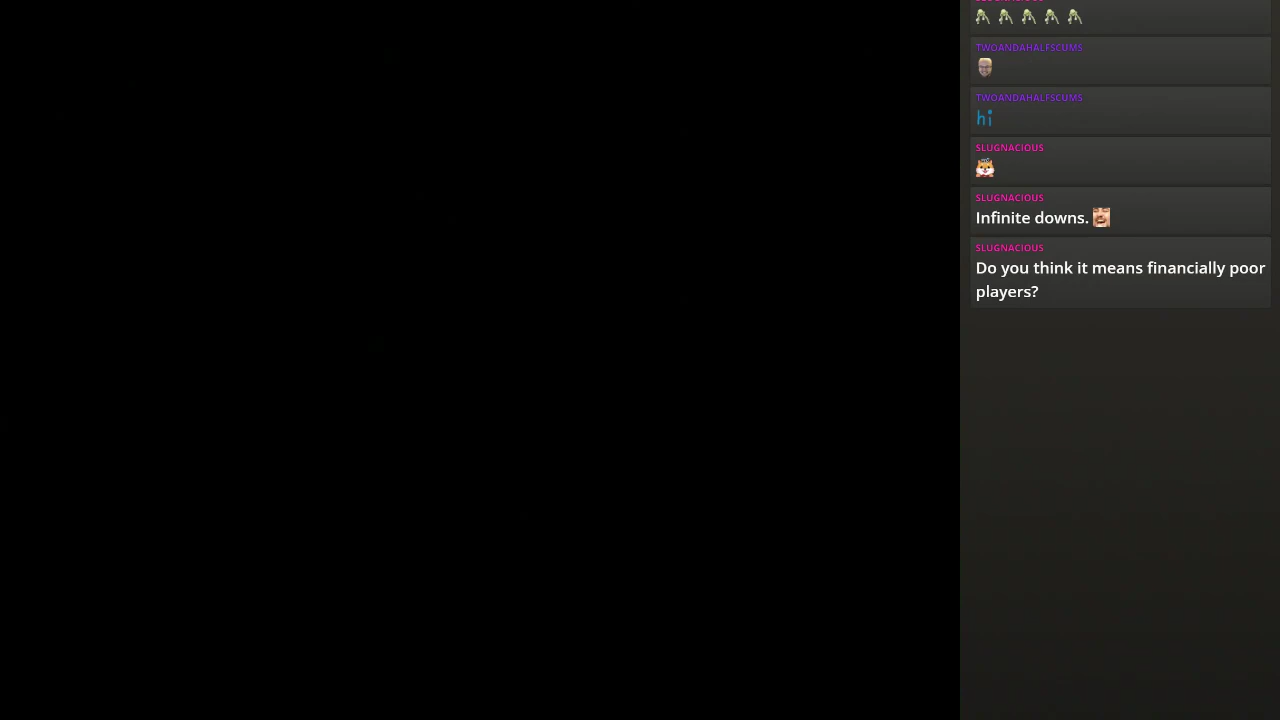 TWOANDAHALFSCUMS
TWOANDAHALFSCUMS
hi
SLUGNACIOUS
SLUGNACIOUS
Infinite downs.
SLUGNACIOUS
Do you think it means financially poor
players?